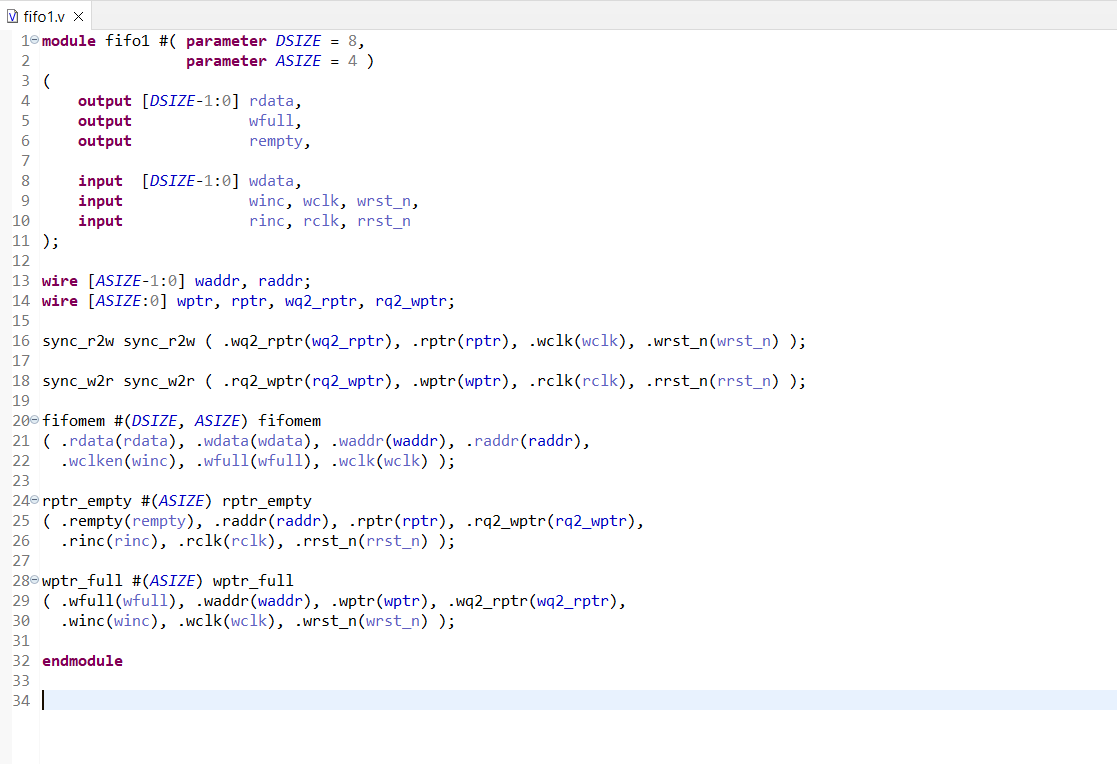 fifo1.v
1 module fifo1 #( parameter DSIZE = 8,
2                 parameter ASIZE = 4 )
3 (
4     output [DSIZE-1:0] rdata,
5     output             wfull,
6     output             rempty,
7
8     input  [DSIZE-1:0] wdata,
9     input              winc, wclk, wrst_n,
10     input              rinc, rclk, rrst_n
11 );
12
13 wire [ASIZE-1:0] waddr, raddr;
14 wire [ASIZE:0] wptr, rptr, wq2_rptr, rq2_wptr;
15
16 sync_r2w sync_r2w ( .wq2_rptr(wq2_rptr), .rptr(rptr), .wclk(wclk), .wrst_n(wrst_n) );
17
18 sync_w2r sync_w2r ( .rq2_wptr(rq2_wptr), .wptr(wptr), .rclk(rclk), .rrst_n(rrst_n) );
19
20 fifomem #(DSIZE, ASIZE) fifomem
21 ( .rdata(rdata), .wdata(wdata), .waddr(waddr), .raddr(raddr),
22   .wclken(winc), .wfull(wfull), .wclk(wclk) );
23
24 rptr_empty #(ASIZE) rptr_empty
25 ( .rempty(rempty), .raddr(raddr), .rptr(rptr), .rq2_wptr(rq2_wptr),
26   .rinc(rinc), .rclk(rclk), .rrst_n(rrst_n) );
27
28 wptr_full #(ASIZE) wptr_full
29 ( .wfull(wfull), .waddr(waddr), .wptr(wptr), .wq2_rptr(wq2_rptr),
30   .winc(winc), .wclk(wclk), .wrst_n(wrst_n) );
31
32 endmodule
33
34